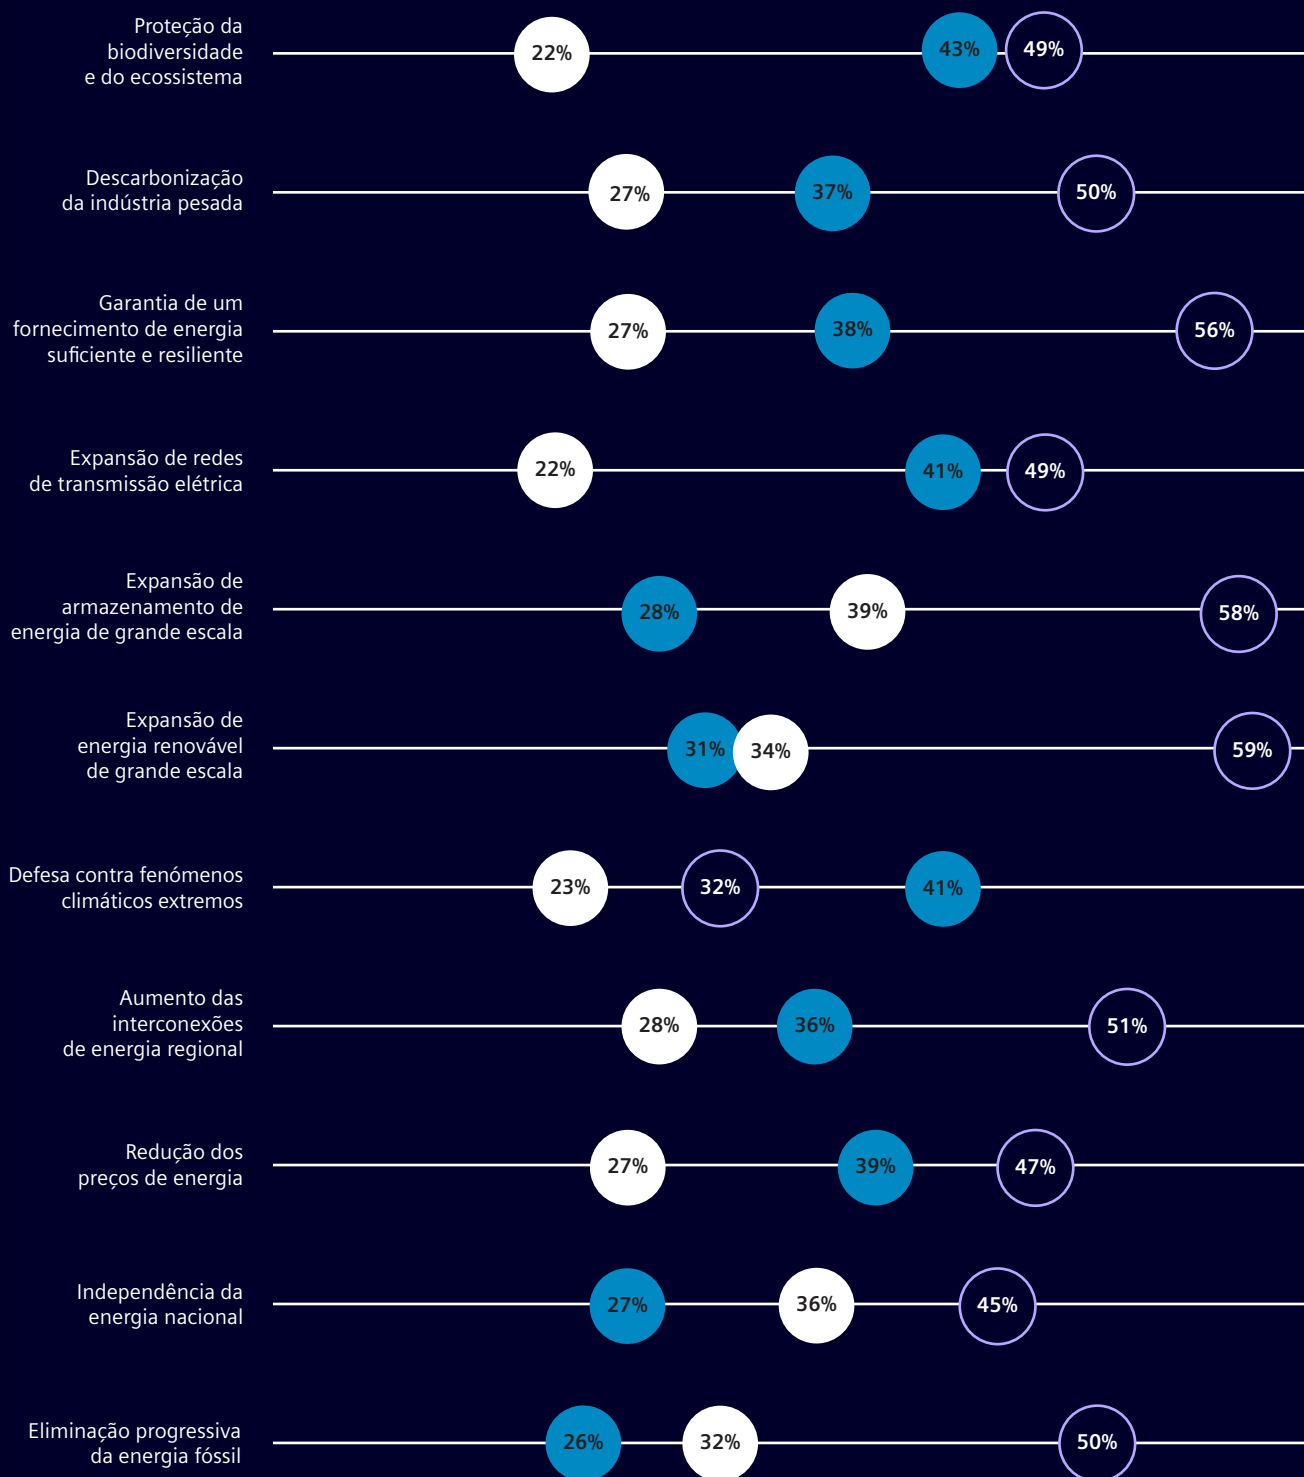 Proteção da
biodiversidade
e do ecossistema
22%
43%
49%
Descarbonização
da indústria pesada
27%
37%
50%
Garantia de um
fornecimento de energia
suficiente e resiliente
27%
38%
56%
Expansão de redes
de transmissão elétrica
22%
41%
49%
Expansão de
armazenamento de
energia de grande escala
28%
39%
58%
Expansão de
energia renovável
de grande escala
31%
34%
59%
Defesa contra fenómenos
climáticos extremos
23%
32%
41%
Aumento das
interconexões
de energia regional
28%
36%
51%
Redução dos
preços de energia
27%
39%
47%
Independência da
energia nacional
27%
36%
45%
Eliminação progressiva
da energia fóssil
26%
32%
50%